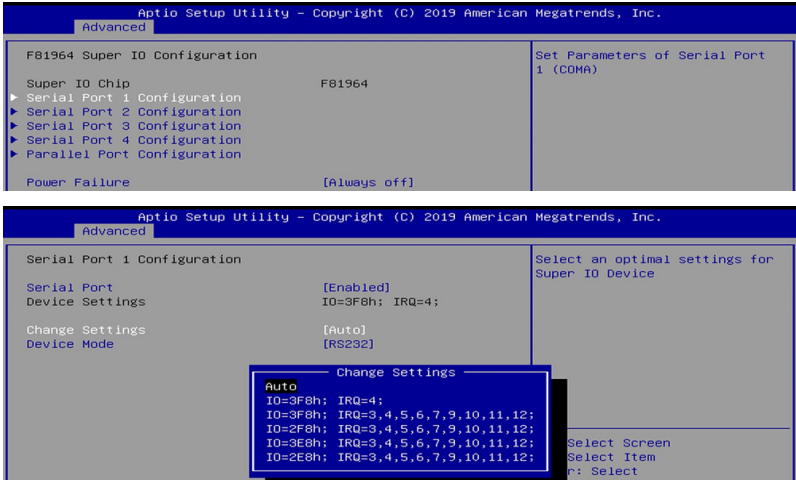 Aptio Setup Utility – Copyright (C) 2019 American Megatrends, Inc.
Advanced
F81964 Super IO Configuration
Set Parameters of Serial Port
1 (COMA)
Super IO Chip F81964
Serial Port 1 Configuration
Serial Port 2 Configuration
Serial Port 3 Configuration
Serial Port 4 Configuration
Parallel Port Configuration
Power Failure [Always off]
Aptio Setup Utility – Copyright (C) 2019 American Megatrends, Inc.
Advanced
Serial Port 1 Configuration
Select an optimal settings for
Super IO Device
Serial Port [Enabled]
Device Settings IO=3F8h; IRQ=4;
Change Settings [Auto]
Device Mode [RS232]
Change Settings
Auto
IO=3F8h; IRQ=4;
IO=3F8h; IRQ=3,4,5,6,7,9,10,11,12;
IO=2F8h; IRQ=3,4,5,6,7,9,10,11,12;
IO=3E8h; IRQ=3,4,5,6,7,9,10,11,12;
IO=2E8h; IRQ=3,4,5,6,7,9,10,11,12;
Select Screen
Select Item
r: Select